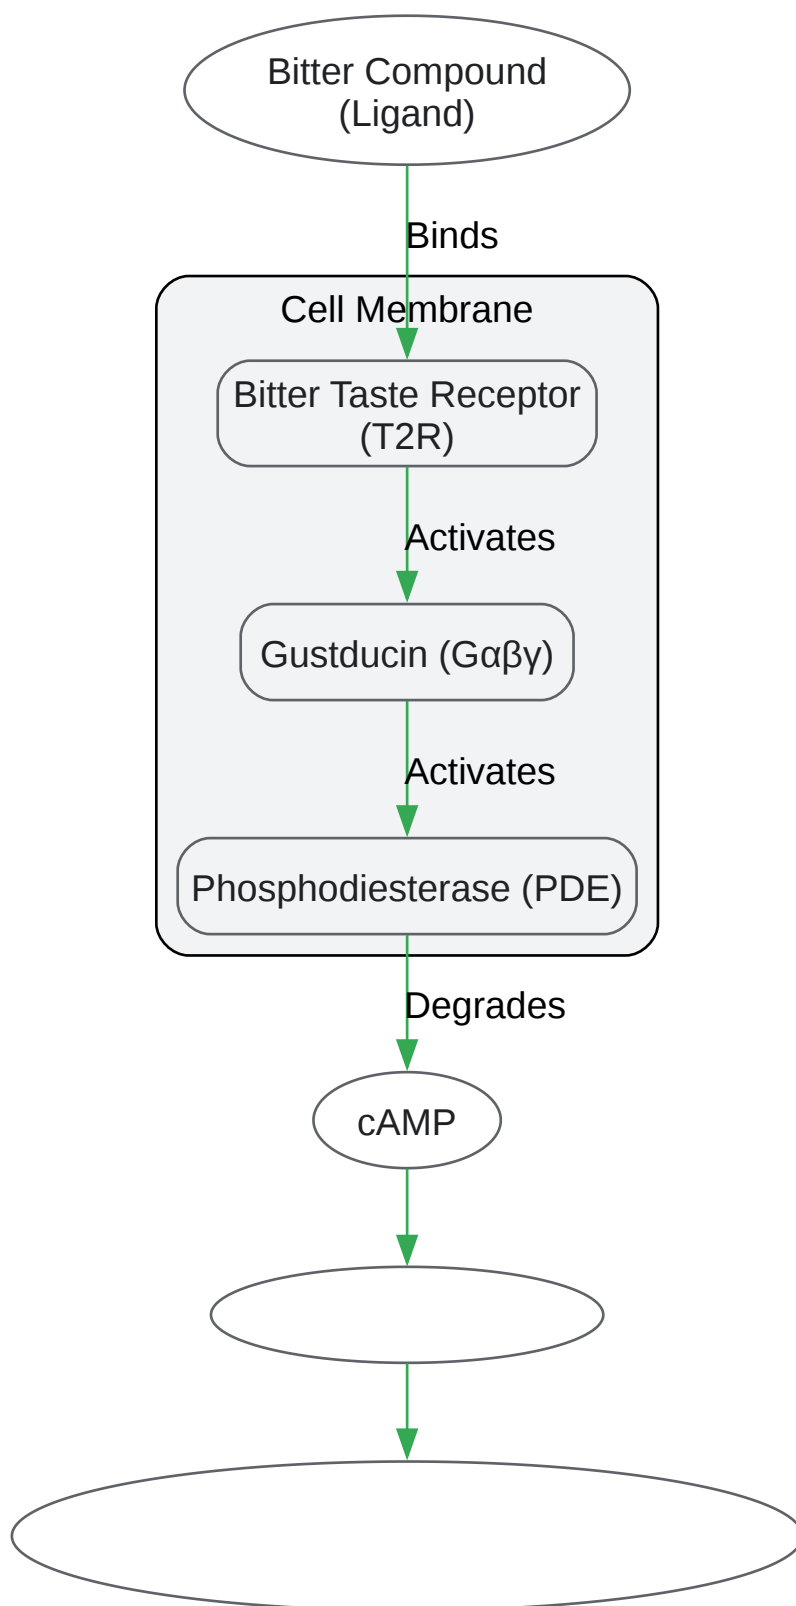 Bitter Compound
(Ligand)
Binds
Cell Membrane
Bitter Taste Receptor
(T2R)
Activates
Gustducin (Gαβγ)
Activates
Phosphodiesterase (PDE)
Degrades
cAMP